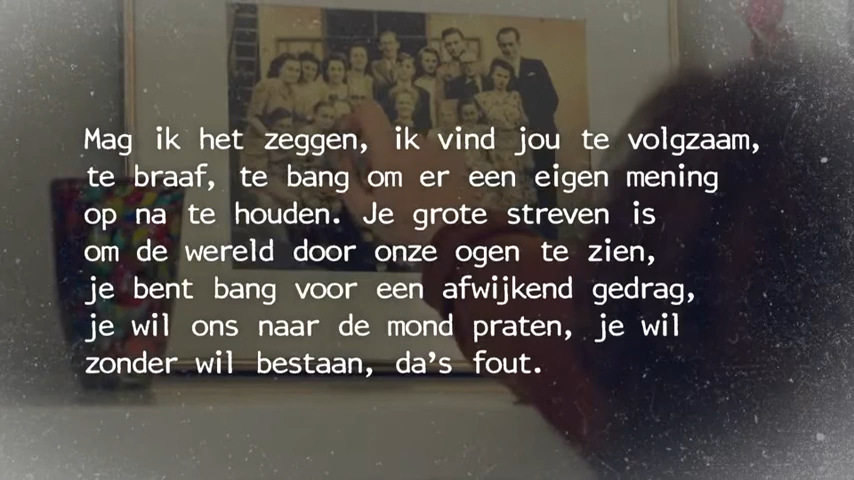 Mag ik het zeggen, ik vind jou te volgzaam,
te braaf, te bang om er een eigen mening
op na te houden. Je grote streven is
om de wereld door onze ogen te zien,
je bent bang voor een afwijkend gedrag,
je wil ons naar de mond praten, je wil
zonder wil bestaan, da's fout.